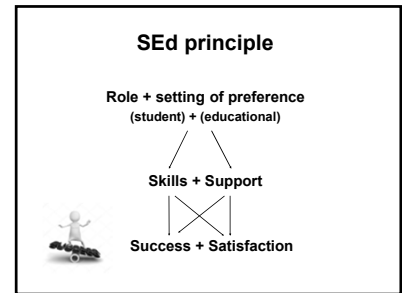 SEd principle
Role + setting of preference
(student) + (educational)
Skills + Support
Success + Satisfaction